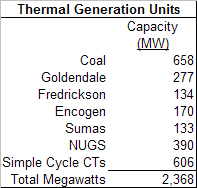 Thermal Generation Units
Capacity
(MW)
Coal 658
Goldendale 277
Fredrickson 134
Encogen 170
Sumas 133
NUGS 390
Simple Cycle CTs 606
Total Megawatts 2,368